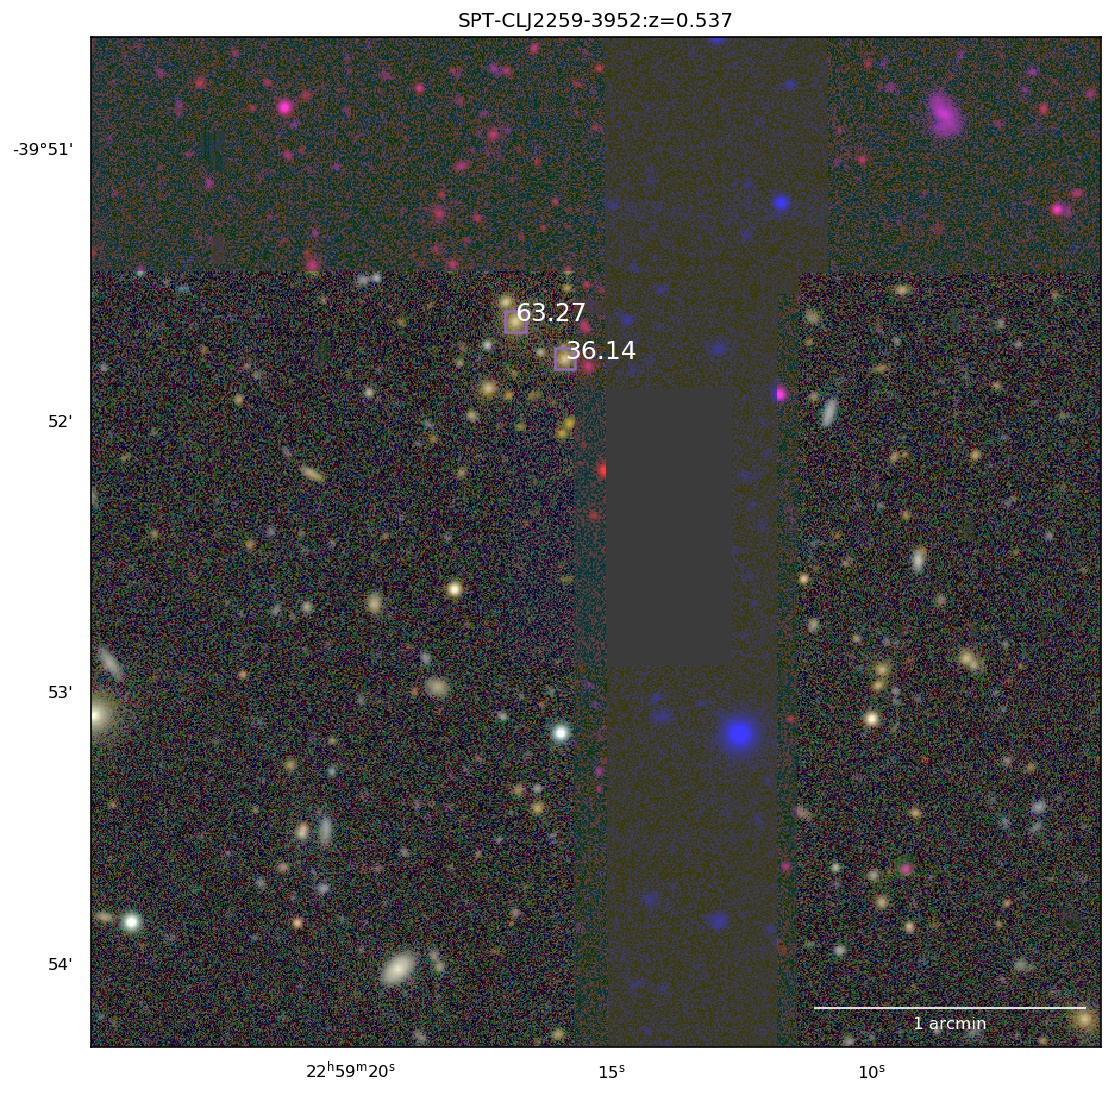 SPT-CLJ2259-3952:z=0.537
-39°51'
63.27
36.14
52'
53'
54'
1 arcmin
22ʰ59ᵐ20ˢ 15ˢ 10ˢ